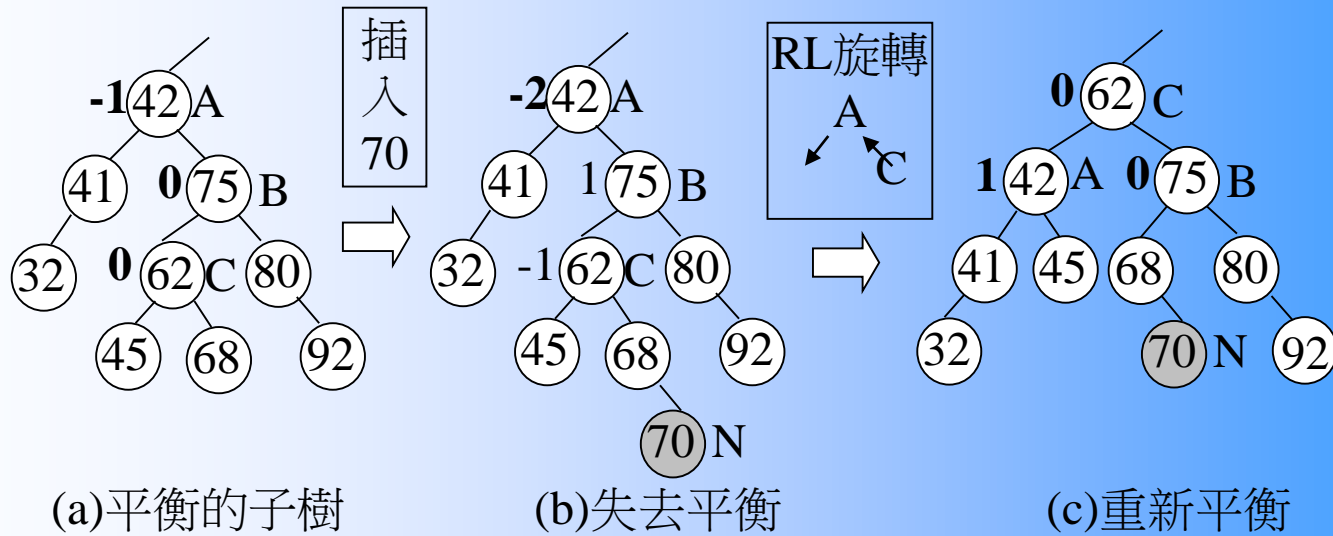 -1 42 A
41 0 75 B
32 0 62 C 80
45 68 92
(a)平衡的子樹
插
入
70
-2 42 A
41 1 75 B
32 -1 62 C 80
45 68 92
70 N
(b)失去平衡
RL旋轉
A
C
0 62 C
1 42 A 0 75 B
41 45 68 80
32 70 N 92
(c)重新平衡